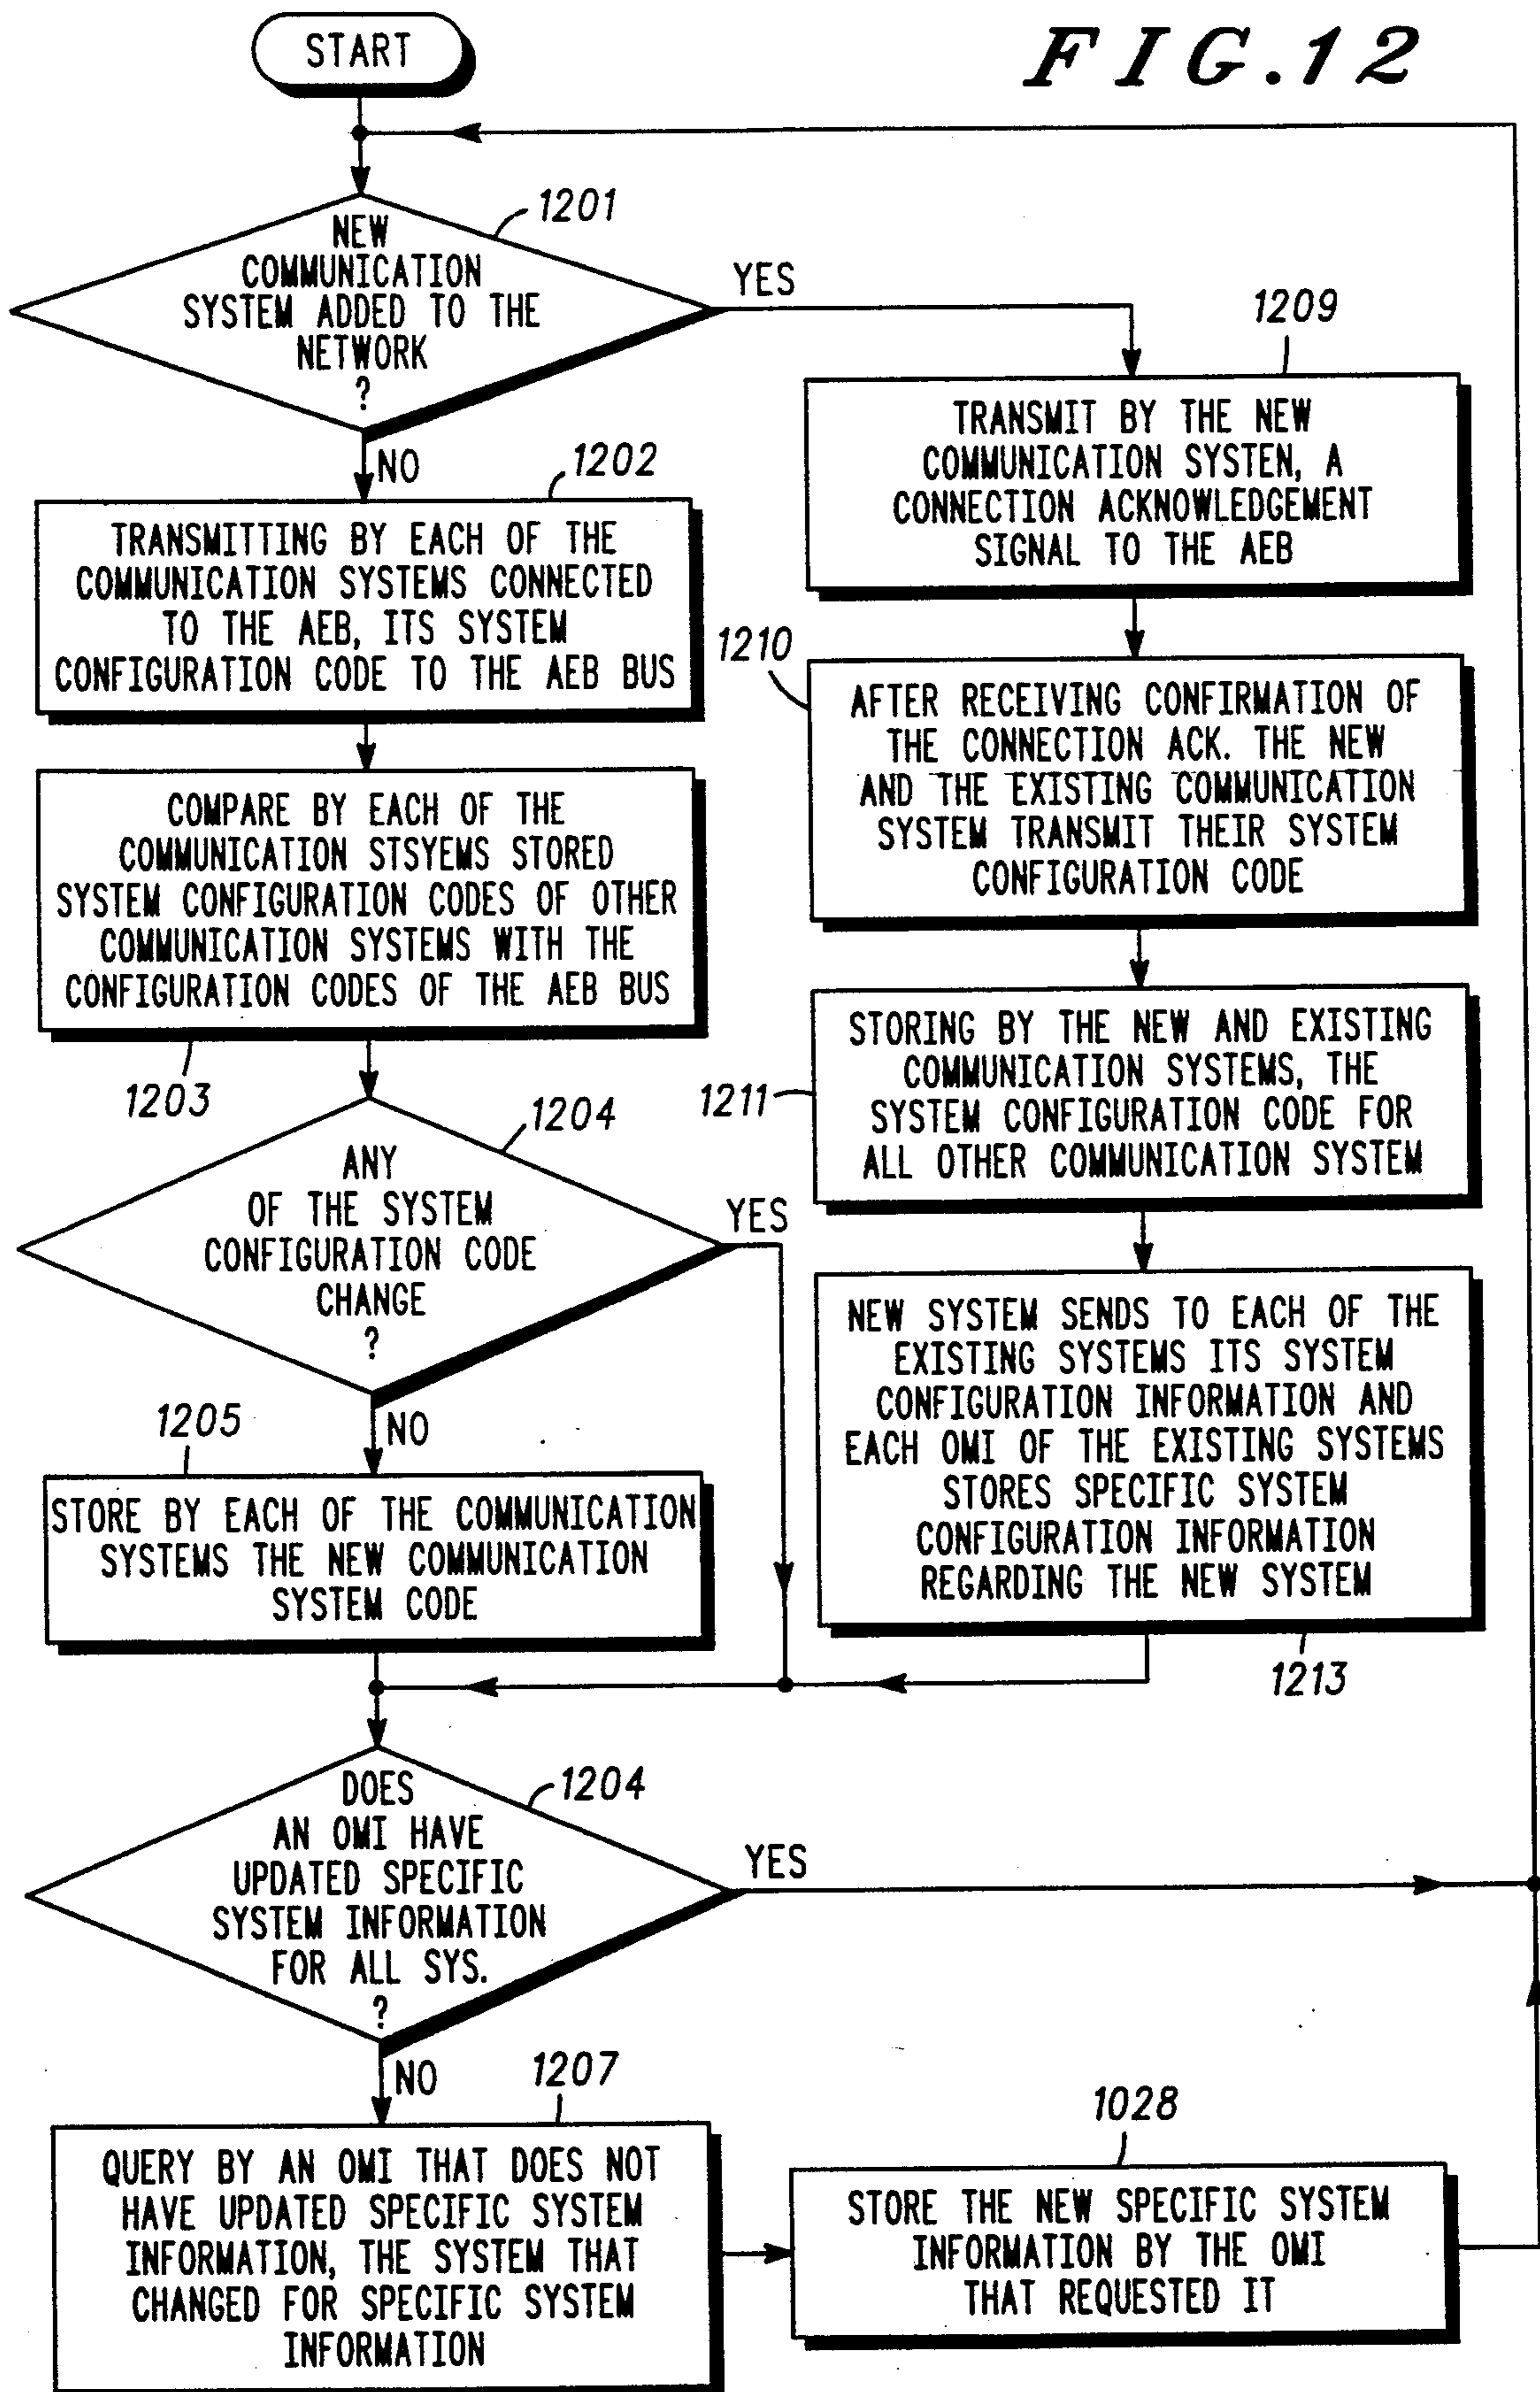 START
FIG.12
1201
NEW
COMMUNICATION
SYSTEM ADDED TO THE
NETWORK
?
YES
NO
1202
TRANSMITTING BY EACH OF THE
COMMUNICATION SYSTEMS CONNECTED
TO THE AEB, ITS SYSTEM
CONFIGURATION CODE TO THE AEB BUS
COMPARE BY EACH OF THE
COMMUNICATION STSYEMS STORED
SYSTEM CONFIGURATION CODES OF OTHER
COMMUNICATION SYSTEMS WITH THE
CONFIGURATION CODES OF THE AEB BUS
1203
1204
ANY
OF THE SYSTEM
CONFIGURATION CODE
CHANGE
?
YES
NO
1205
STORE BY EACH OF THE COMMUNICATION
SYSTEMS THE NEW COMMUNICATION
SYSTEM CODE
1209
TRANSMIT BY THE NEW
COMMUNICATION SYSTEN, A
CONNECTION ACKNOWLEDGEMENT
SIGNAL TO THE AEB
1210
AFTER RECEIVING CONFIRMATION OF
THE CONNECTION ACK. THE NEW
AND THE EXISTING COMMUNICATION
SYSTEM TRANSMIT THEIR SYSTEM
CONFIGURATION CODE
1211
STORING BY THE NEW AND EXISTING
COMMUNICATION SYSTEMS, THE
SYSTEM CONFIGURATION CODE FOR
ALL OTHER COMMUNICATION SYSTEM
NEW SYSTEM SENDS TO EACH OF THE
EXISTING SYSTEMS ITS SYSTEM
CONFIGURATION INFORMATION AND
EACH OMI OF THE EXISTING SYSTEMS
STORES SPECIFIC SYSTEM
CONFIGURATION INFORMATION
REGARDING THE NEW SYSTEM
1213
1204
DOES
AN OMI HAVE
UPDATED SPECIFIC
SYSTEM INFORMATION
FOR ALL SYS.
?
YES
NO
1207
QUERY BY AN OMI THAT DOES NOT
HAVE UPDATED SPECIFIC SYSTEM
INFORMATION, THE SYSTEM THAT
CHANGED FOR SPECIFIC SYSTEM
INFORMATION
1028
STORE THE NEW SPECIFIC SYSTEM
INFORMATION BY THE OMI
THAT REQUESTED IT